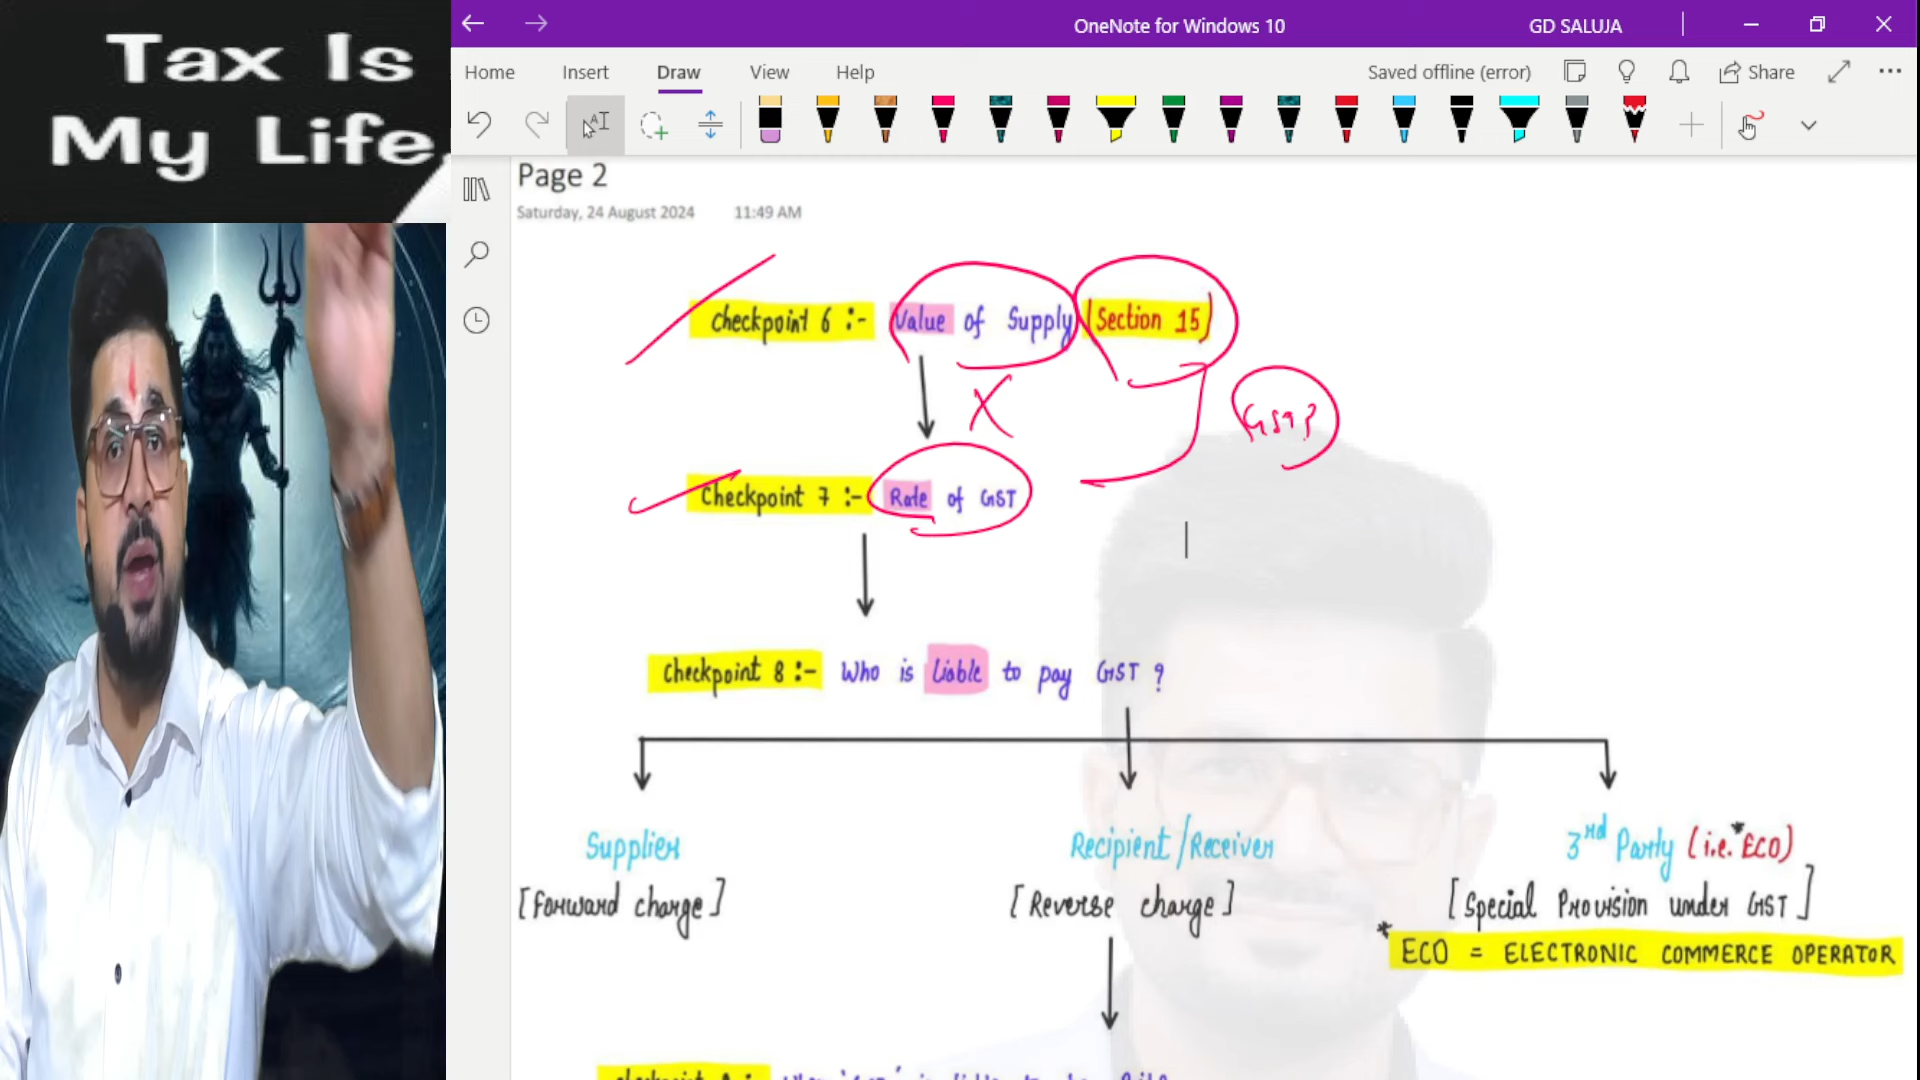 Tax Is
My Life.
OneNote for Windows 10
GD SALUJA
Home Insert Draw View Help
Saved offline (error)
Share
Page 2
Saturday, 24 August 2024 11:49 AM
Checkpoint 6 :- Value of Supply (Section 15)
X
GST?
Checkpoint 7 :- Rate of GST
Checkpoint 8 :- Who is liable to pay GST ?
Supplier
[Forward charge]
Recipient/Receiver
[Reverse charge]
3rd Party (i.e. *ECO)
[Special Provision under GST]
* ECO = ELECTRONIC COMMERCE OPERATOR